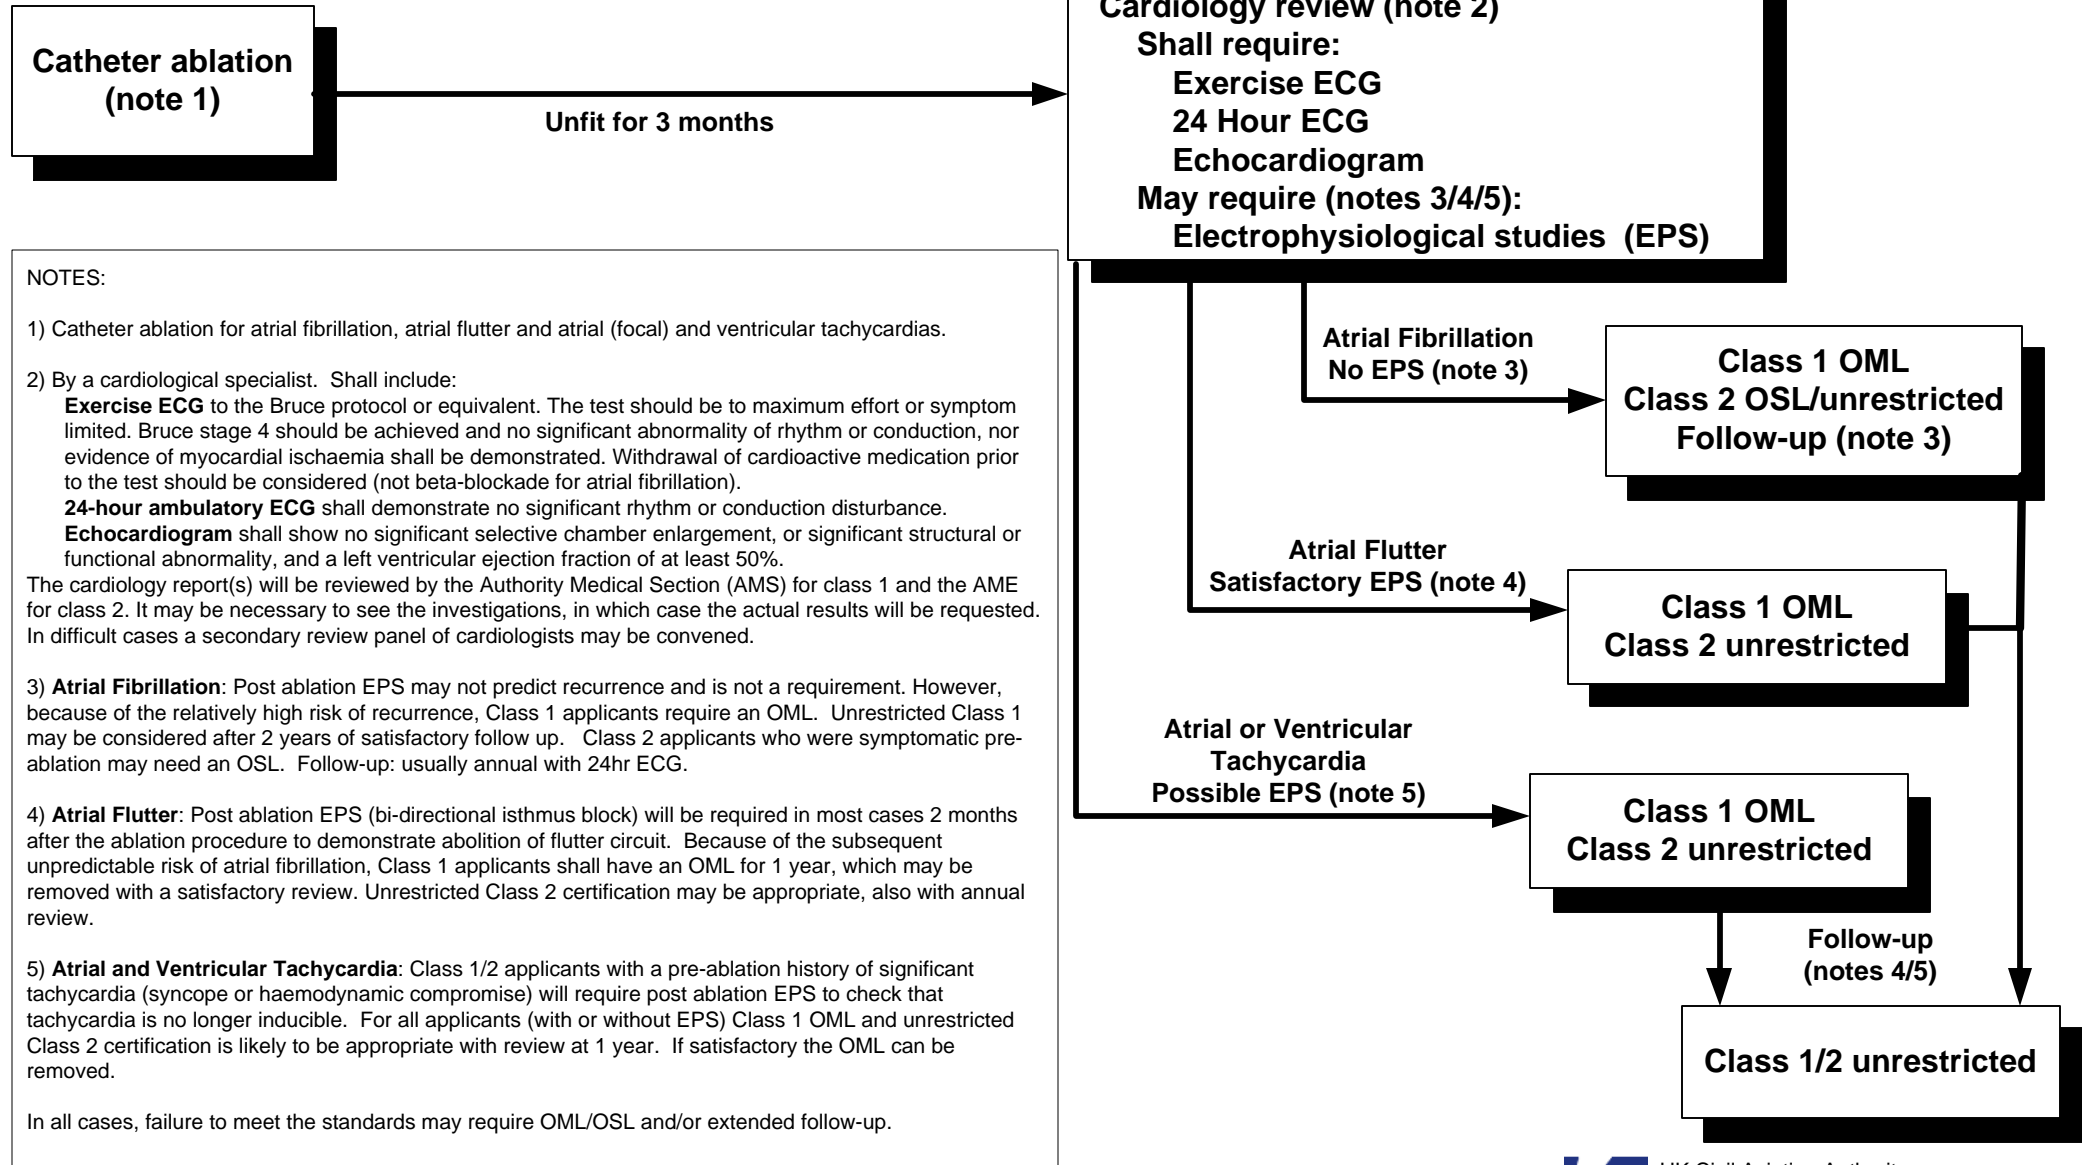 Catheter ablation
(note 1)
Unfit for 3 months
Cardiology review (note 2)
Shall require:
Exercise ECG
24 Hour ECG
Echocardiogram
May require (notes 3/4/5):
Electrophysiological studies (EPS)
NOTES:
1) Catheter ablation for atrial fibrillation, atrial flutter and atrial (focal) and ventricular tachycardias.
2) By a cardiological specialist. Shall include:
Exercise ECG to the Bruce protocol or equivalent. The test should be to maximum effort or symptom
limited. Bruce stage 4 should be achieved and no significant abnormality of rhythm or conduction, nor
evidence of myocardial ischaemia shall be demonstrated. Withdrawal of cardioactive medication prior
to the test should be considered (not beta-blockade for atrial fibrillation).
24-hour ambulatory ECG shall demonstrate no significant rhythm or conduction disturbance.
Echocardiogram shall show no significant selective chamber enlargement, or significant structural or
functional abnormality, and a left ventricular ejection fraction of at least 50%.
The cardiology report(s) will be reviewed by the Authority Medical Section (AMS) for class 1 and the AME
for class 2. It may be necessary to see the investigations, in which case the actual results will be requested.
In difficult cases a secondary review panel of cardiologists may be convened.
3) Atrial Fibrillation: Post ablation EPS may not predict recurrence and is not a requirement. However,
because of the relatively high risk of recurrence, Class 1 applicants require an OML. Unrestricted Class 1
may be considered after 2 years of satisfactory follow up. Class 2 applicants who were symptomatic pre-
ablation may need an OSL. Follow-up: usually annual with 24hr ECG.
4) Atrial Flutter: Post ablation EPS (bi-directional isthmus block) will be required in most cases 2 months
after the ablation procedure to demonstrate abolition of flutter circuit. Because of the subsequent
unpredictable risk of atrial fibrillation, Class 1 applicants shall have an OML for 1 year, which may be
removed with a satisfactory review. Unrestricted Class 2 certification may be appropriate, also with annual
review.
5) Atrial and Ventricular Tachycardia: Class 1/2 applicants with a pre-ablation history of significant
tachycardia (syncope or haemodynamic compromise) will require post ablation EPS to check that
tachycardia is no longer inducible. For all applicants (with or without EPS) Class 1 OML and unrestricted
Class 2 certification is likely to be appropriate with review at 1 year. If satisfactory the OML can be
removed.
In all cases, failure to meet the standards may require OML/OSL and/or extended follow-up.
Atrial Fibrillation
No EPS (note 3)
Class 1 OML
Class 2 OSL/unrestricted
Follow-up (note 3)
Atrial Flutter
Satisfactory EPS (note 4)
Class 1 OML
Class 2 unrestricted
Atrial or Ventricular
Tachycardia
Possible EPS (note 5)
Class 1 OML
Class 2 unrestricted
Follow-up
(notes 4/5)
Class 1/2 unrestricted
UK Civil Aviation Authority